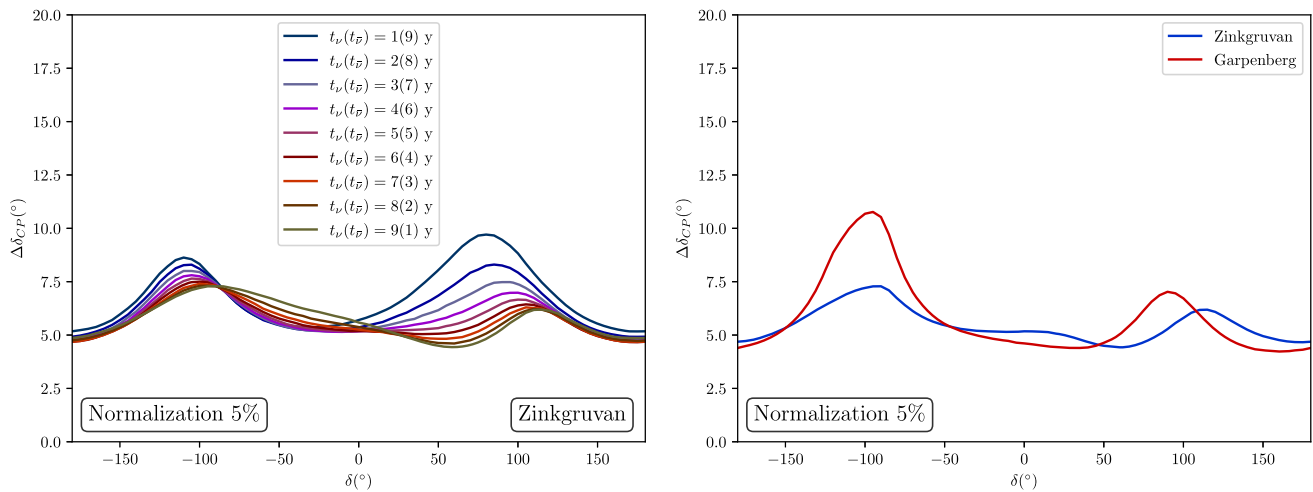 20.0
17.5
15.0
12.5
10.0
7.5
5.0
2.5
0.0
Δδ_{CP}(°)
t_ν(t_ν̄) = 1(9) y
t_ν(t_ν̄) = 2(8) y
t_ν(t_ν̄) = 3(7) y
t_ν(t_ν̄) = 4(6) y
t_ν(t_ν̄) = 5(5) y
t_ν(t_ν̄) = 6(4) y
t_ν(t_ν̄) = 7(3) y
t_ν(t_ν̄) = 8(2) y
t_ν(t_ν̄) = 9(1) y
Normalization 5%
Zinkgruvan
−150 −100 −50 0 50 100 150
δ(°)
20.0
17.5
15.0
12.5
10.0
7.5
5.0
2.5
0.0
Δδ_{CP}(°)
Zinkgruvan
Garpenberg
Normalization 5%
−150 −100 −50 0 50 100 150
δ(°)